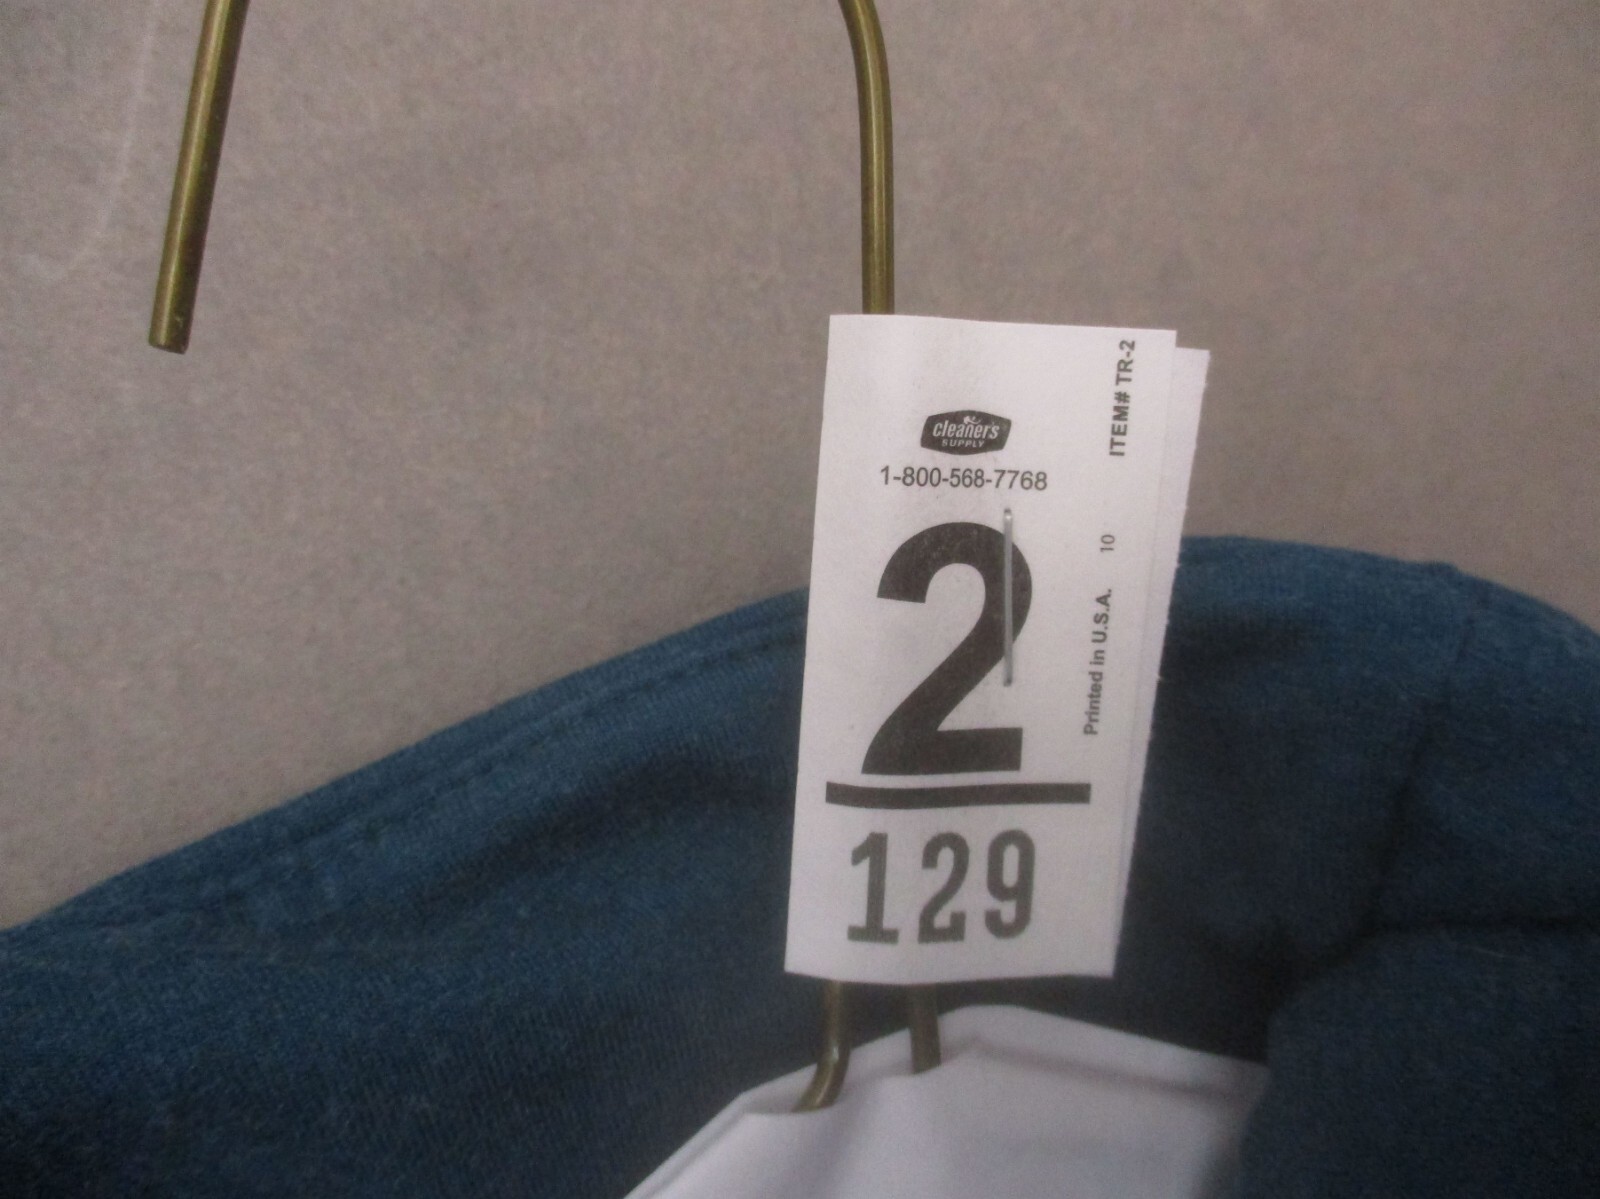 cleaner's
SUPPLY
1-800-568-7768
2
129
ITEM# TR-2
10
Printed in U.S.A.